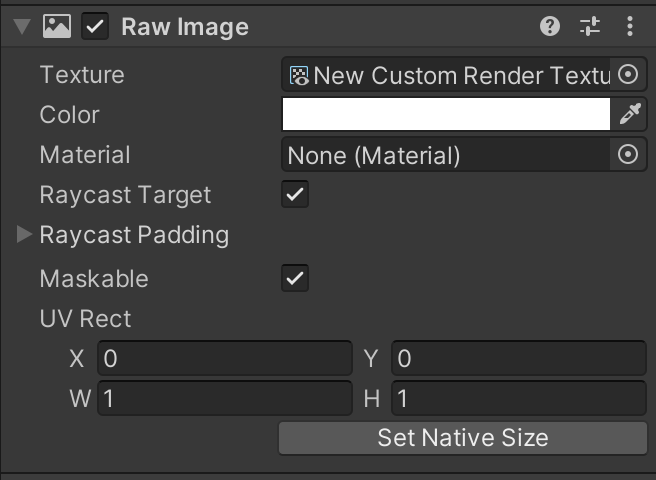 Raw Image
Texture New Custom Render Textu
Color
Material None (Material)
Raycast Target
Raycast Padding
Maskable
UV Rect
X 0 Y 0
W 1 H 1
Set Native Size